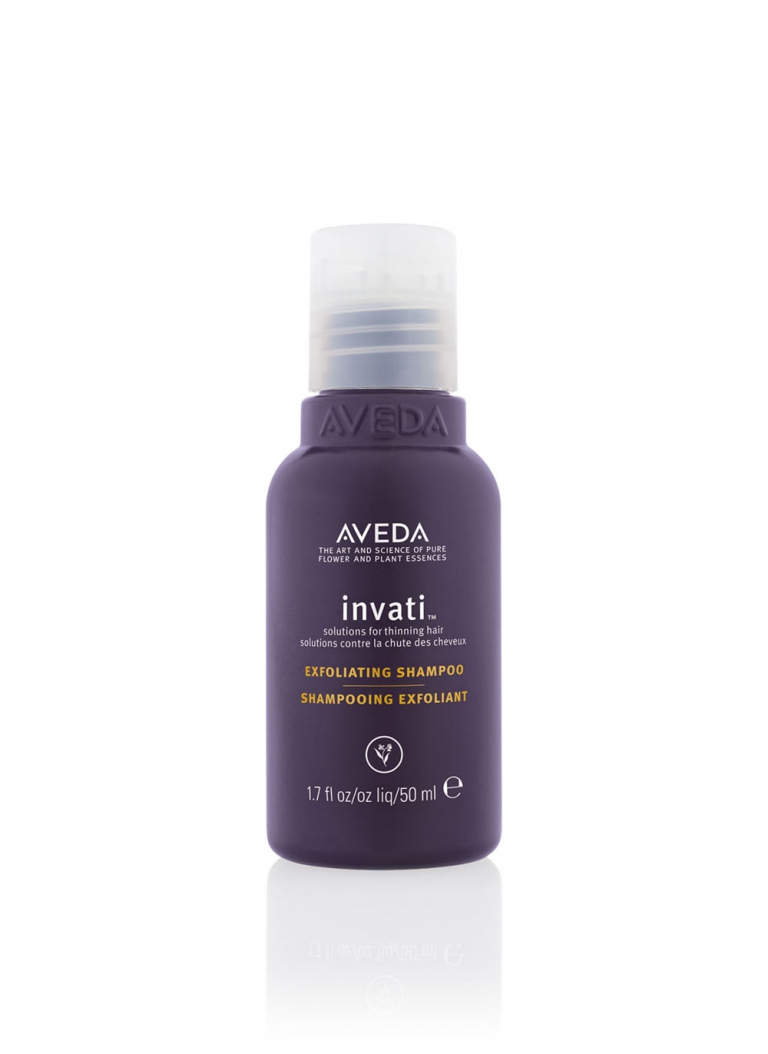 AVEDA
AVEDA
THE ART AND SCIENCE OF PURE
FLOWER AND PLANT ESSENCES
invati™
solutions for thinning hair
solutions contre la chute des cheveux
EXFOLIATING SHAMPOO
SHAMPOOING EXFOLIANT
1.7 fl oz/oz liq/50 ml ℮